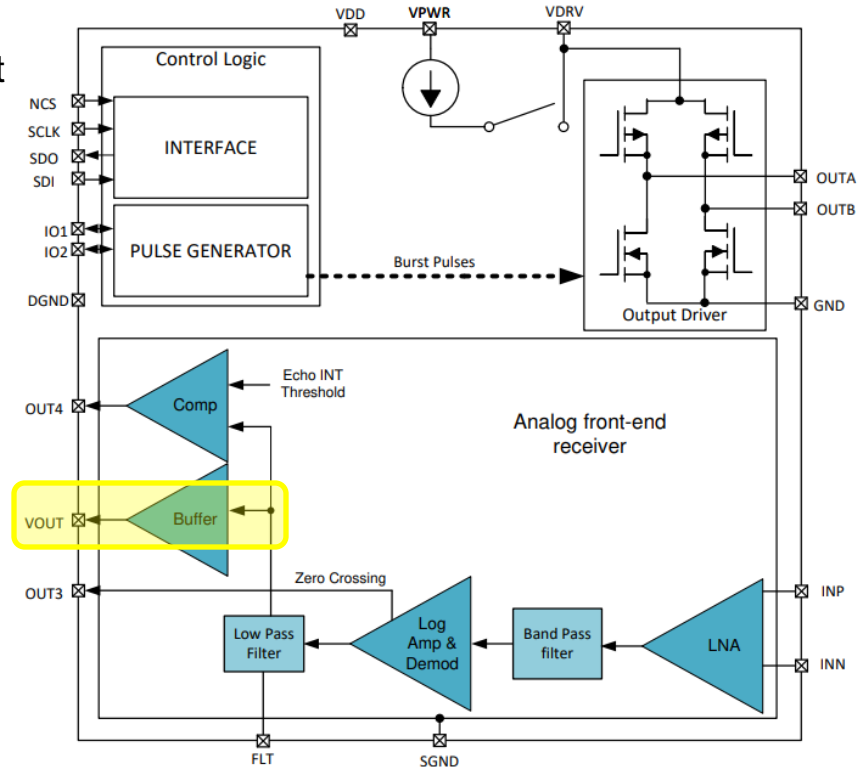 t
VDD
VPWR
VDRV
Control Logic
NCS
SCLK
SDO
SDI
INTERFACE
IO1
IO2
PULSE GENERATOR
DGND
Burst Pulses
OUTA
OUTB
GND
Output Driver
Echo INT
Threshold
OUT4
Comp
Analog front-end
receiver
VOUT
Buffer
OUT3
Zero Crossing
INP
INN
Low Pass
Filter
Log
Amp &
Demod
Band Pass
filter
LNA
FLT
SGND